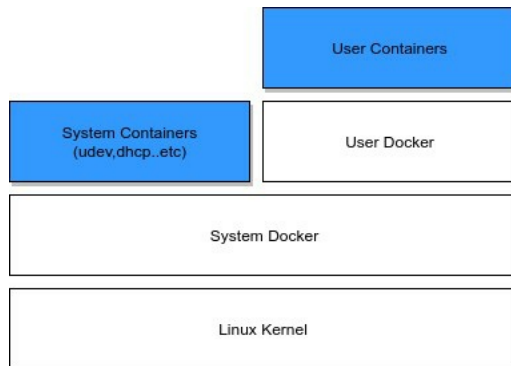 User Containers
System Containers
(udev,dhcp..etc)
User Docker
System Docker
Linux Kernel